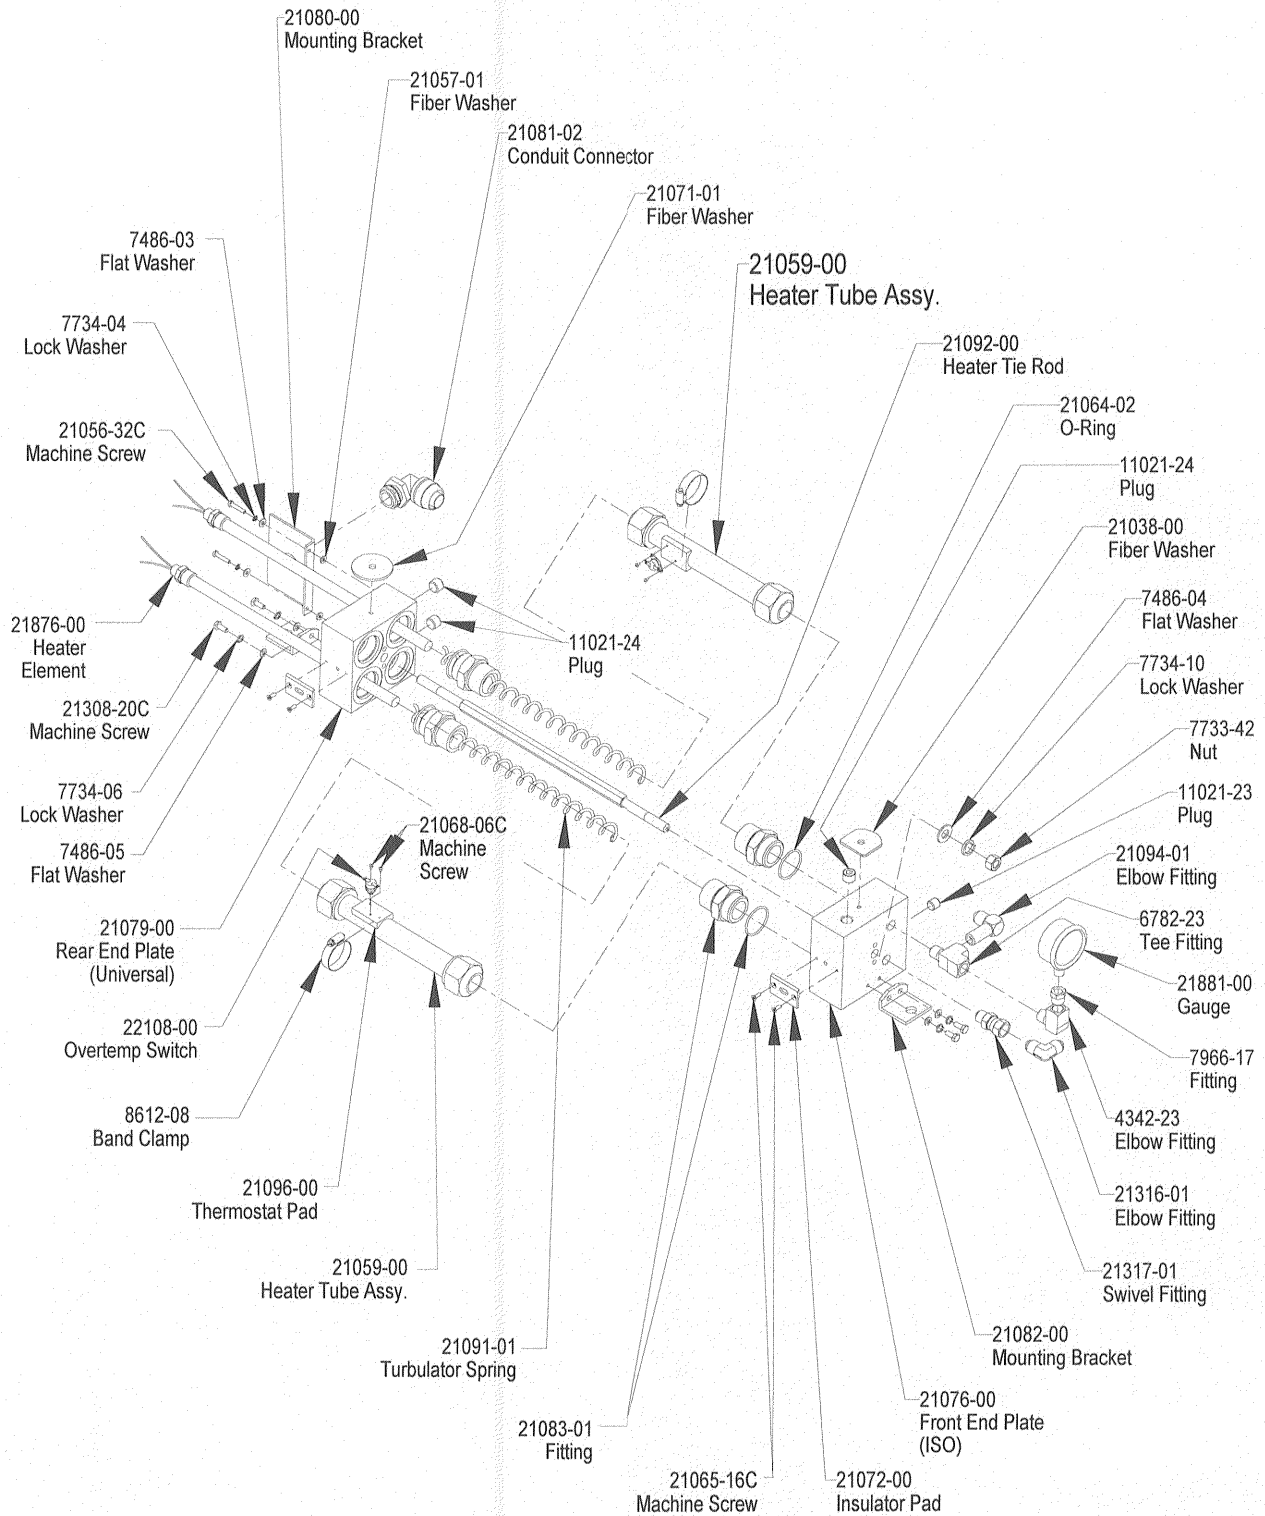 21080-00
Mounting Bracket
21057-01
Fiber Washer
21081-02
Conduit Connector
21071-01
Fiber Washer
7486-03
Flat Washer
21059-00
Heater Tube Assy.
7734-04
Lock Washer
21092-00
Heater Tie Rod
21064-02
O-Ring
21056-32C
Machine Screw
11021-24
Plug
21038-00
Fiber Washer
7486-04
Flat Washer
21876-00
Heater
Element
11021-24
Plug
7734-10
Lock Washer
21308-20C
Machine Screw
7733-42
Nut
7734-06
Lock Washer
11021-23
Plug
21068-06C
Machine
Screw
7486-05
Flat Washer
21094-01
Elbow Fitting
21079-00
Rear End Plate
(Universal)
6782-23
Tee Fitting
21881-00
Gauge
22108-00
Overtemp Switch
7966-17
Fitting
8612-08
Band Clamp
4342-23
Elbow Fitting
21096-00
Thermostat Pad
21316-01
Elbow Fitting
21059-00
Heater Tube Assy.
21317-01
Swivel Fitting
21091-01
Turbulator Spring
21082-00
Mounting Bracket
21083-01
Fitting
21076-00
Front End Plate
(ISO)
21065-16C
Machine Screw
21072-00
Insulator Pad